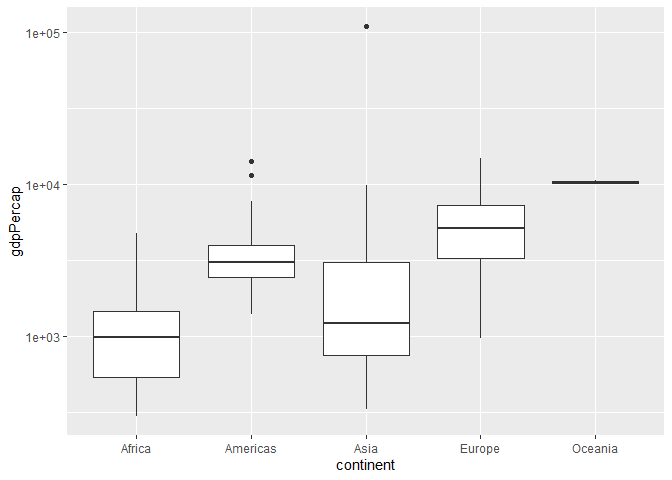 1e+05
1e+04
1e+03
gdpPercap
Africa Americas Asia Europe Oceania
continent